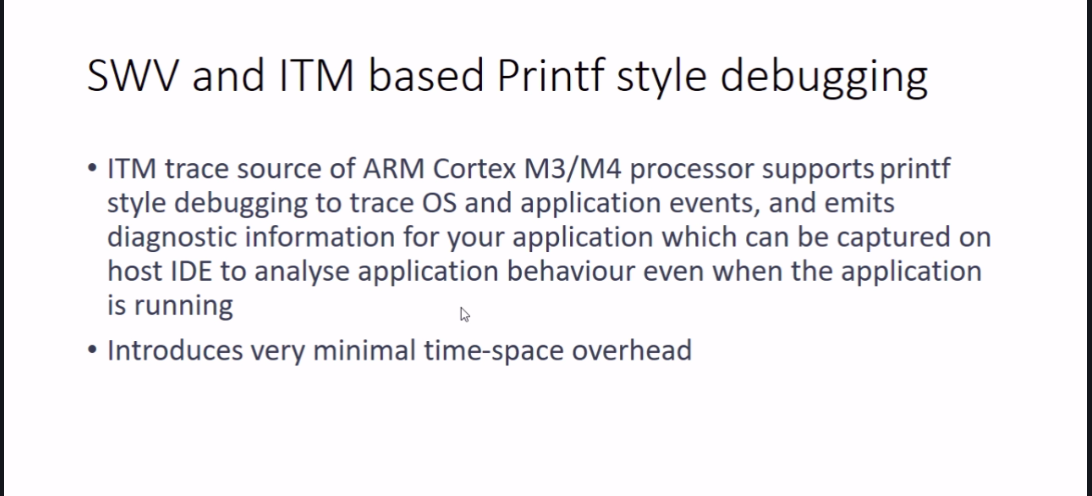 SWV and ITM based Printf style debugging
• ITM trace source of ARM Cortex M3/M4 processor supports printf
style debugging to trace OS and application events, and emits
diagnostic information for your application which can be captured on
host IDE to analyse application behaviour even when the application
is running
• Introduces very minimal time-space overhead